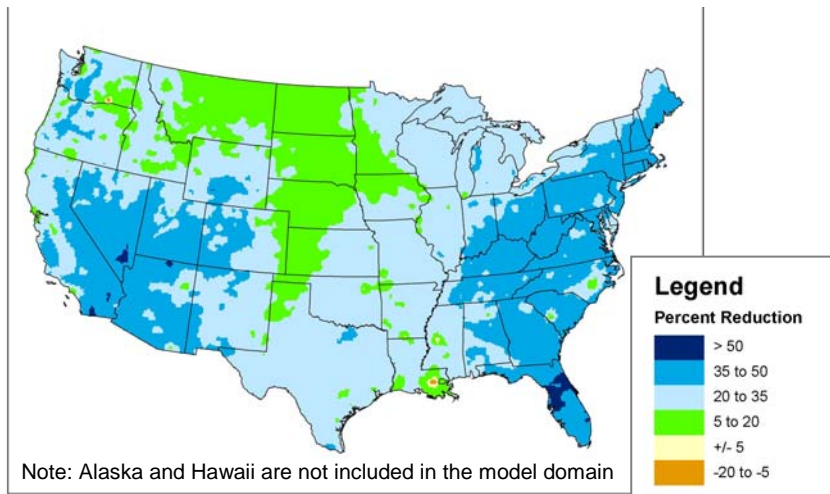 Note: Alaska and Hawaii are not included in the model domain
Legend
Percent Reduction
> 50
35 to 50
20 to 35
5 to 20
+/- 5
-20 to -5